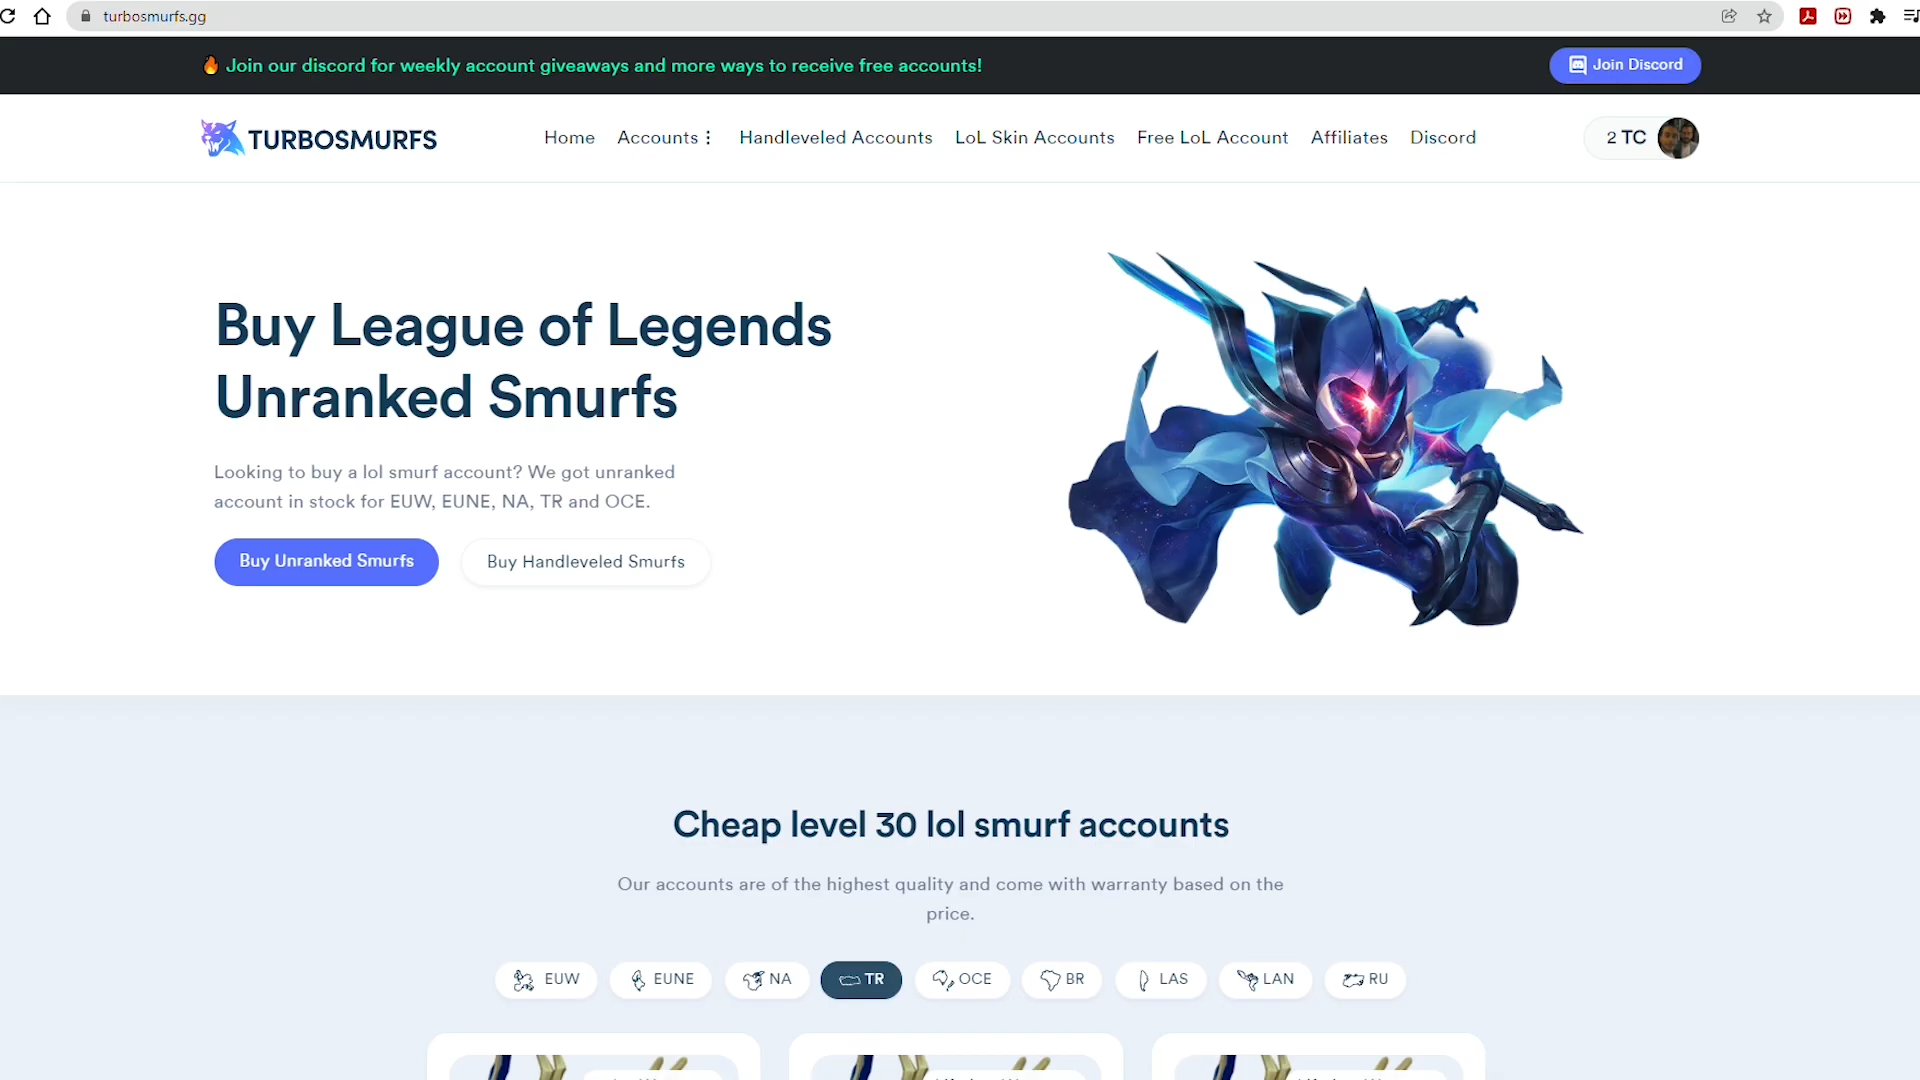 turbosmurfs.gg
🔥 Join our discord for weekly account giveaways and more ways to receive free accounts!
Join Discord
TURBOSMURFS
Home
Accounts
Handleveled Accounts
LoL Skin Accounts
Free LoL Account
Affiliates
Discord
2 TC
Buy League of Legends
Unranked Smurfs
Looking to buy a lol smurf account? We got unranked
account in stock for EUW, EUNE, NA, TR and OCE.
Buy Unranked Smurfs
Buy Handleveled Smurfs
Cheap level 30 lol smurf accounts
Our accounts are of the highest quality and come with warranty based on the
price.
EUW
EUNE
NA
TR
OCE
BR
LAS
LAN
RU